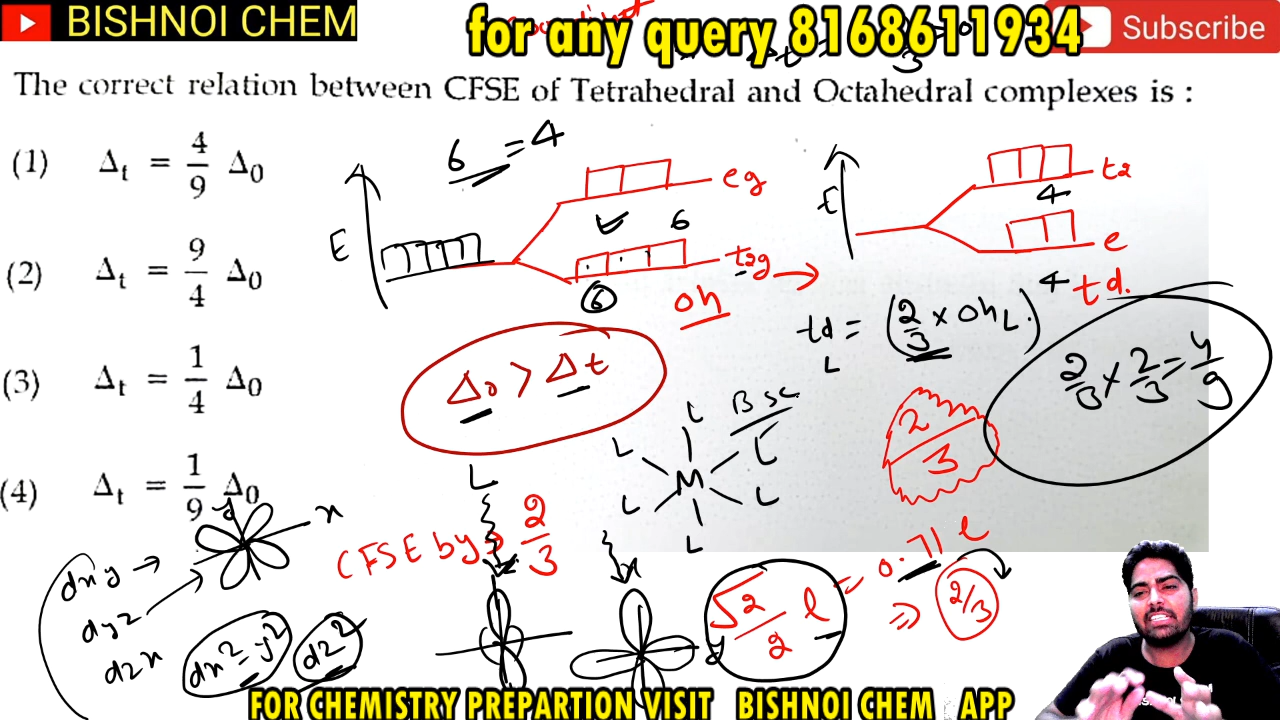 BISHNOI CHEM
for any query 8168611934
Subscribe
The correct relation between CFSE of Tetrahedral and Octahedral complexes is :
(1) Δt = 4/9 Δ0
(2) Δt = 9/4 Δ0
(3) Δt = 1/4 Δ0
(4) Δt = 1/9 Δ0
6 = 4
E
eg
6
t2g
6
oh
E
t2
4
e
4 td.
Δo > Δt
td = (2/3 × oh L.)
L
2/3 × 2/3 = 4/9
B SC
2/3
L
L
L
M
L
L
L
CFSE by → 2/3
L
x
dxy →
dyz
dzx
dx²-y²
dz²
y
√2/2 l = 0.71 l
⇒ 2/3
FOR CHEMISTRY PREPARTION VISIT BISHNOI CHEM APP